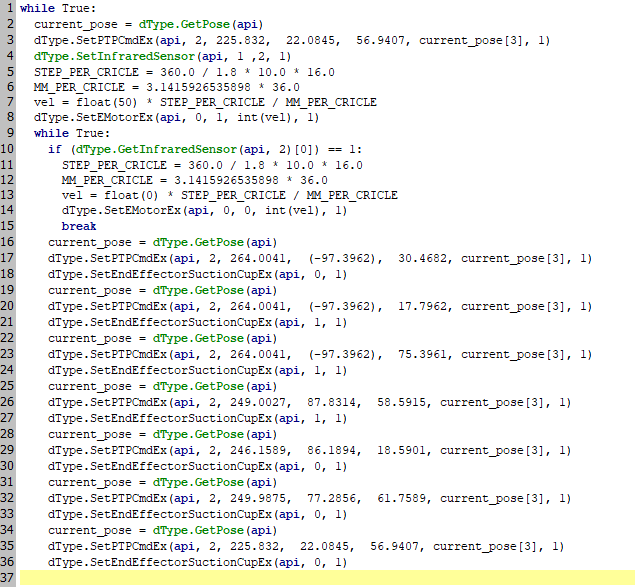 1 while True:
2   current_pose = dType.GetPose(api)
3   dType.SetPTPCmdEx(api, 2, 225.832,  22.0845,  56.9407, current_pose[3], 1)
4   dType.SetInfraredSensor(api, 1 ,2, 1)
5   STEP_PER_CRICLE = 360.0 / 1.8 * 10.0 * 16.0
6   MM_PER_CRICLE = 3.1415926535898 * 36.0
7   vel = float(50) * STEP_PER_CRICLE / MM_PER_CRICLE
8   dType.SetEMotorEx(api, 0, 1, int(vel), 1)
9   while True:
10     if (dType.GetInfraredSensor(api, 2)[0]) == 1:
11       STEP_PER_CRICLE = 360.0 / 1.8 * 10.0 * 16.0
12       MM_PER_CRICLE = 3.1415926535898 * 36.0
13       vel = float(0) * STEP_PER_CRICLE / MM_PER_CRICLE
14       dType.SetEMotorEx(api, 0, 0, int(vel), 1)
15       break
16     current_pose = dType.GetPose(api)
17     dType.SetPTPCmdEx(api, 2, 264.0041,  (-97.3962),  30.4682, current_pose[3], 1)
18     dType.SetEndEffectorSuctionCupEx(api, 0, 1)
19     current_pose = dType.GetPose(api)
20     dType.SetPTPCmdEx(api, 2, 264.0041,  (-97.3962),  17.7962, current_pose[3], 1)
21     dType.SetEndEffectorSuctionCupEx(api, 1, 1)
22     current_pose = dType.GetPose(api)
23     dType.SetPTPCmdEx(api, 2, 264.0041,  (-97.3962),  75.3961, current_pose[3], 1)
24     dType.SetEndEffectorSuctionCupEx(api, 1, 1)
25     current_pose = dType.GetPose(api)
26     dType.SetPTPCmdEx(api, 2, 249.0027,  87.8314,  58.5915, current_pose[3], 1)
27     dType.SetEndEffectorSuctionCupEx(api, 1, 1)
28     current_pose = dType.GetPose(api)
29     dType.SetPTPCmdEx(api, 2, 246.1589,  86.1894,  18.5901, current_pose[3], 1)
30     dType.SetEndEffectorSuctionCupEx(api, 0, 1)
31     current_pose = dType.GetPose(api)
32     dType.SetPTPCmdEx(api, 2, 249.9875,  77.2856,  61.7589, current_pose[3], 1)
33     dType.SetEndEffectorSuctionCupEx(api, 0, 1)
34     current_pose = dType.GetPose(api)
35     dType.SetPTPCmdEx(api, 2, 225.832,  22.0845,  56.9407, current_pose[3], 1)
36     dType.SetEndEffectorSuctionCupEx(api, 0, 1)
37